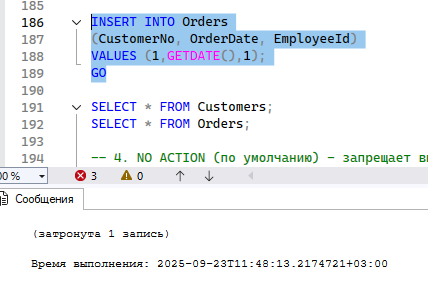 185
186 INSERT INTO Orders
187 (CustomerNo, OrderDate, EmployeeId)
188 VALUES (1,GETDATE(),1);
189 GO
190
191 SELECT * FROM Customers;
192 SELECT * FROM Orders;
193
194 -- 4. NO ACTION (по умолчанию) – запрещает
00 % 3 0
Сообщения
(затронута 1 запись)
Время выполнения: 2025-09-23T11:48:13.2174721+03:00